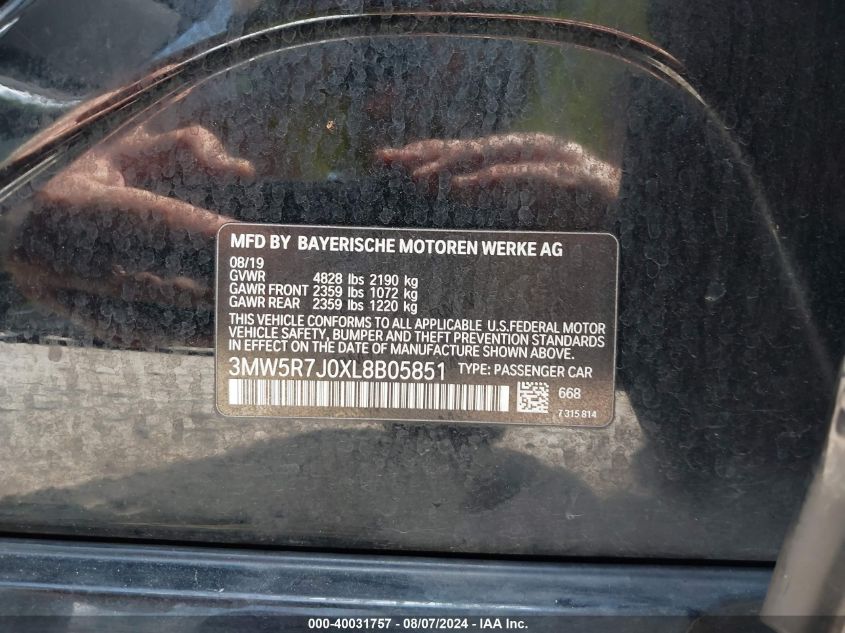 MFD BY BAYERISCHE MOTOREN WERKE AG
08/19
GVWR 4828 lbs 2190 kg
GAWR FRONT 2359 lbs 1072 kg
GAWR REAR 2359 lbs 1220 kg
THIS VEHICLE CONFORMS TO ALL APPLICABLE U.S.FEDERAL MOTOR
VEHICLE SAFETY, BUMPER AND THEFT PREVENTION STANDARDS
IN EFFECT ON THE DATE OF MANUFACTURE SHOWN ABOVE.
3MW5R7J0XL8B05851 TYPE: PASSENGER CAR
668
7 315 814
000-40031757 - 08/07/2024 - IAA Inc.